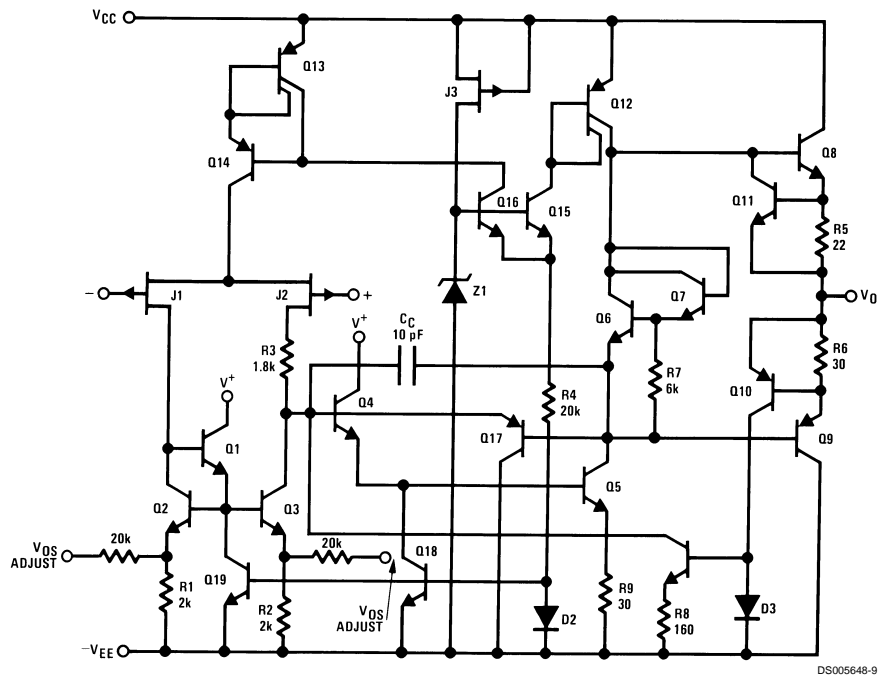 VCC
Q13
J3
Q12
Q14
Q8
Q16
Q15
Q11
R5
22
−
J1
J2
+
Z1
Q7
VO
CC
10 pF
V+
Q6
R3
1.8k
R6
30
R7
6k
Q10
V+
Q4
R4
20k
Q17
Q9
Q1
Q5
Q2
Q3
20k
20k
Q18
VOS
ADJUST
Q19
R1
2k
R2
2k
VOS
ADJUST
D2
R9
30
R8
160
D3
−VEE
DS005648-9